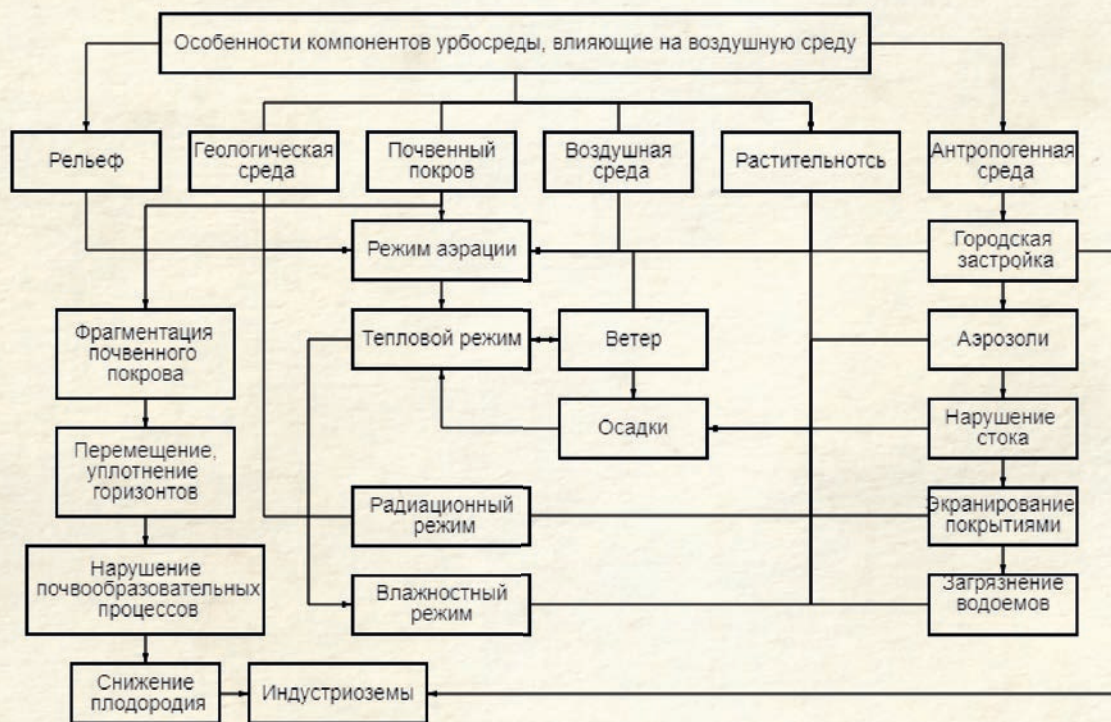 Особенности компонентов урбосреды, влияющие на воздушную среду
Рельеф
Геологическая
среда
Почвенный
покров
Воздушная
среда
Растительнотсь
Антропогенная
среда
Режим аэрации
Городская
застройка
Фрагментация
почвенного
покрова
Тепловой режим
Ветер
Аэрозоли
Осадки
Нарушение
стока
Перемещение,
уплотнение
горизонтов
Радиационный
режим
Экранирование
покрытиями
Нарушение
почвообразовательных
процессов
Влажностный
режим
Загрязнение
водоемов
Снижение
плодородия
Индустриоземы